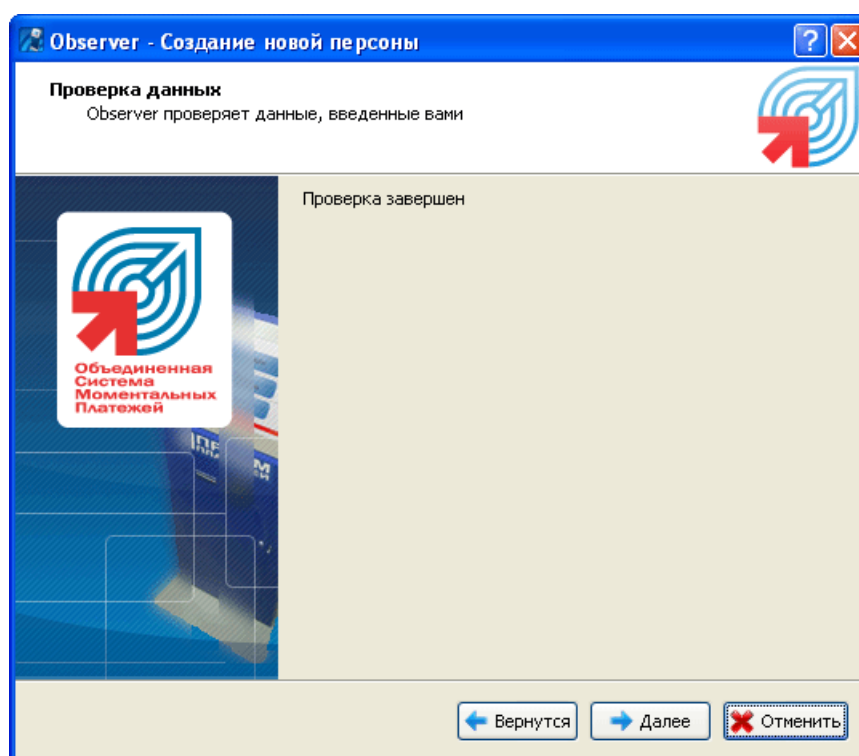 Observer - Создание новой персоны
Проверка данных
Observer проверяет данные, введенные вами
Проверка завершен
Объединенная
Система
Моментальных
Платежей
Вернутся
Далее
Отменить